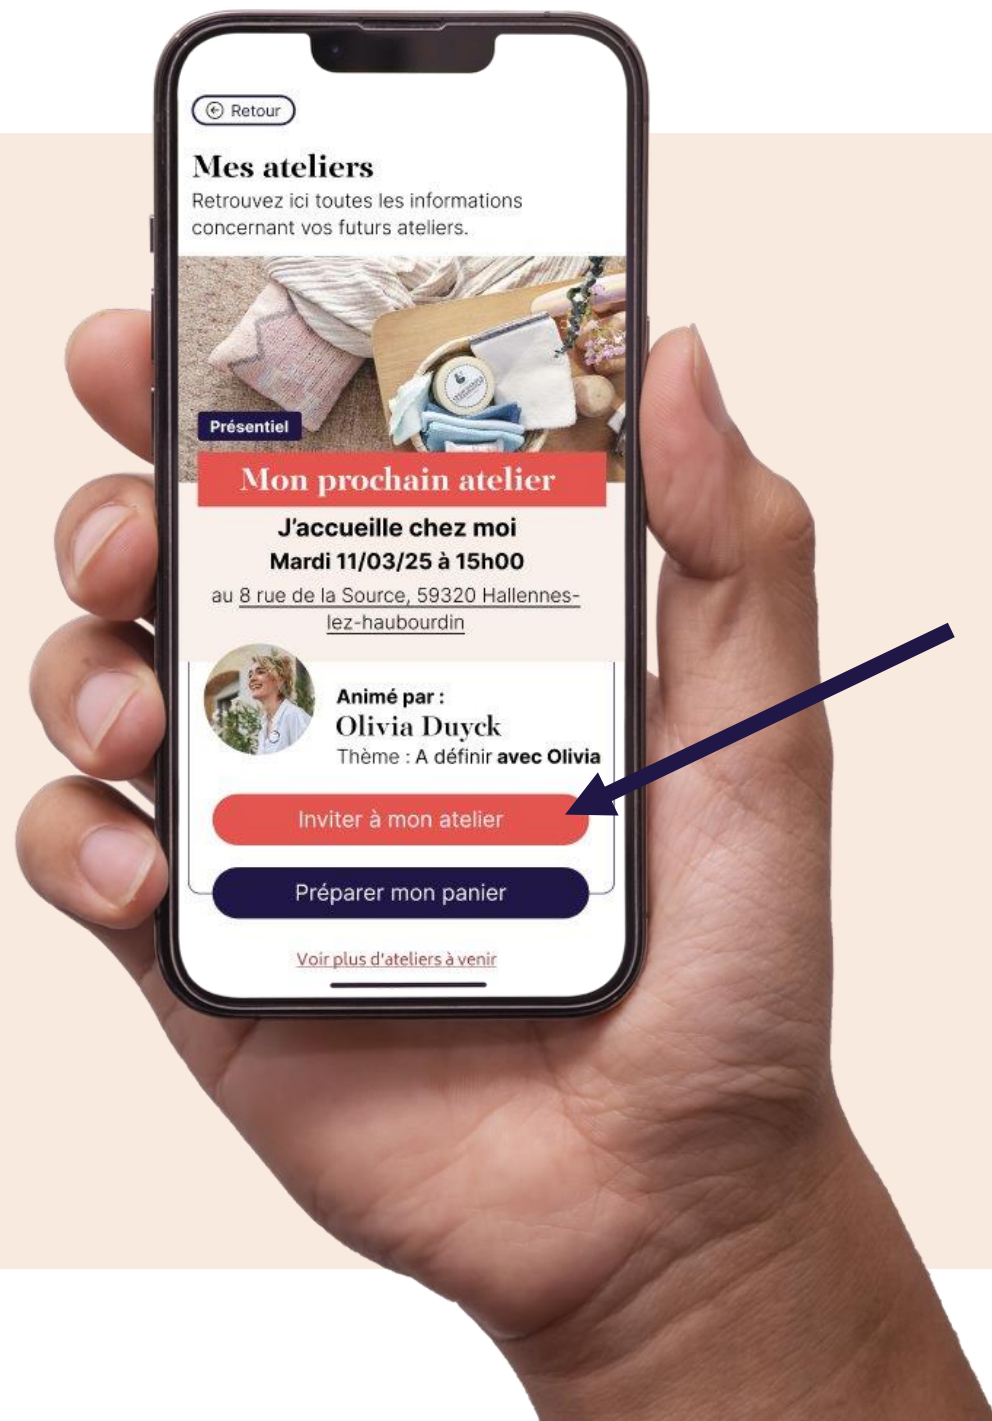 Retour
Mes ateliers
Retrouvez ici toutes les informations
concernant vos futurs ateliers.
Présentiel
Mon prochain atelier
J'accueille chez moi
Mardi 11/03/25 à 15h00
au 8 rue de la Source, 59320 Hallennes-
lez-haubourdin
Animé par :
Olivia Duyck
Thème : A définir avec Olivia
Inviter à mon atelier
Préparer mon panier
Voir plus d'ateliers à venir